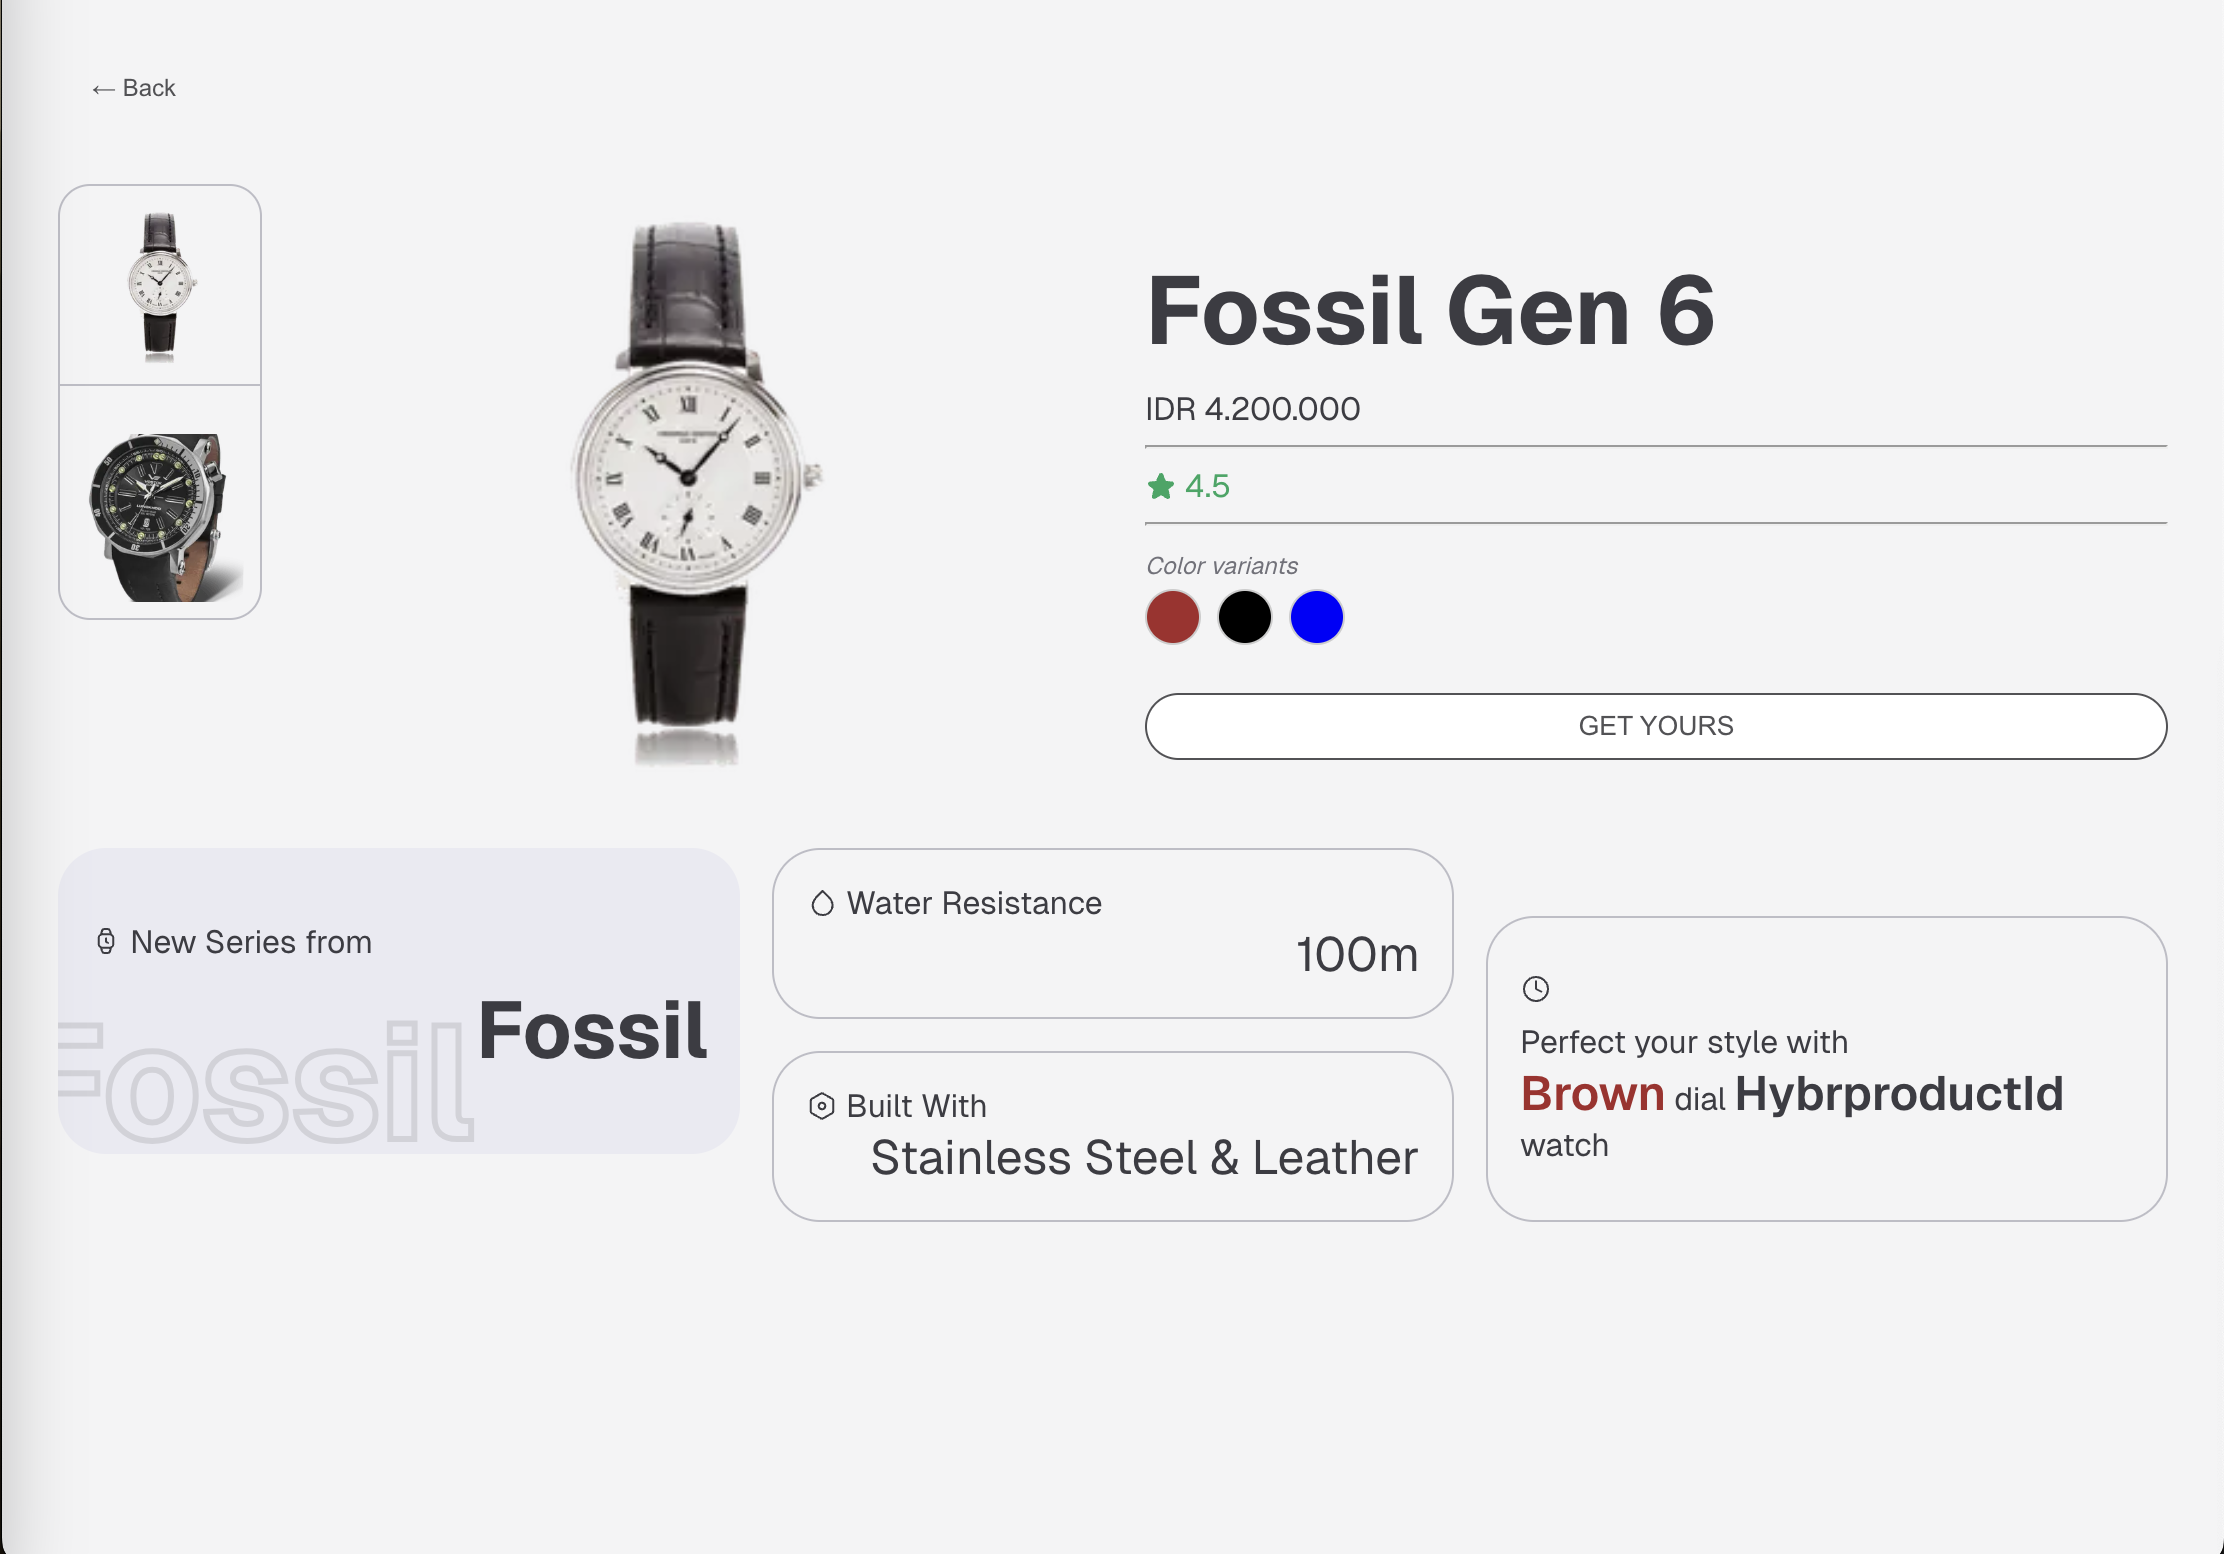 ← Back
Fossil Gen 6
IDR 4.200.000
★ 4.5
Color variants
GET YOURS
New Series from
Fossil
Fossil
Water Resistance
100m
Built With
Stainless Steel & Leather
Perfect your style with
Brown dial HybrproductId
watch